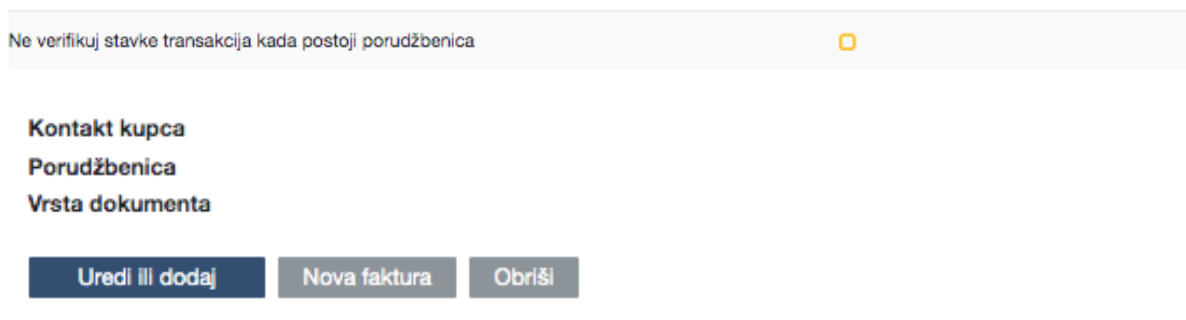 Ne verifikuj stavke transakcija kada postoji porudžbenica
Kontakt kupca
Porudžbenica
Vrsta dokumenta
Uredi ili dodaj Nova faktura Obriši